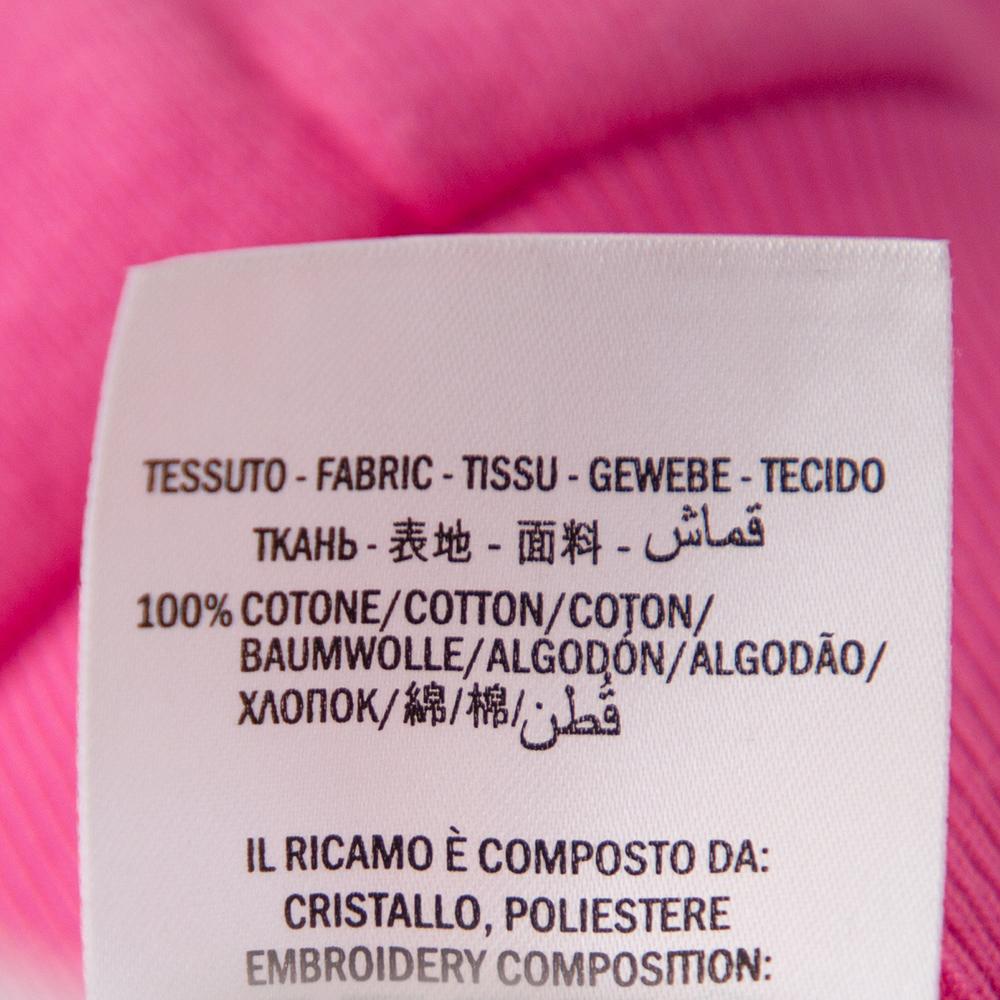 TESSUTO - FABRIC - TISSU - GEWEBE - TECIDO
ТКАНЬ - 表地 - 面料 - قماش
100% COTONE/COTTON/COTON/
BAUMWOLLE/ALGODÓN/ALGODÃO/
ХЛОПОК/綿/棉/قُطن
IL RICAMO È COMPOSTO DA:
CRISTALLO, POLIESTERE
EMBROIDERY COMPOSITION: